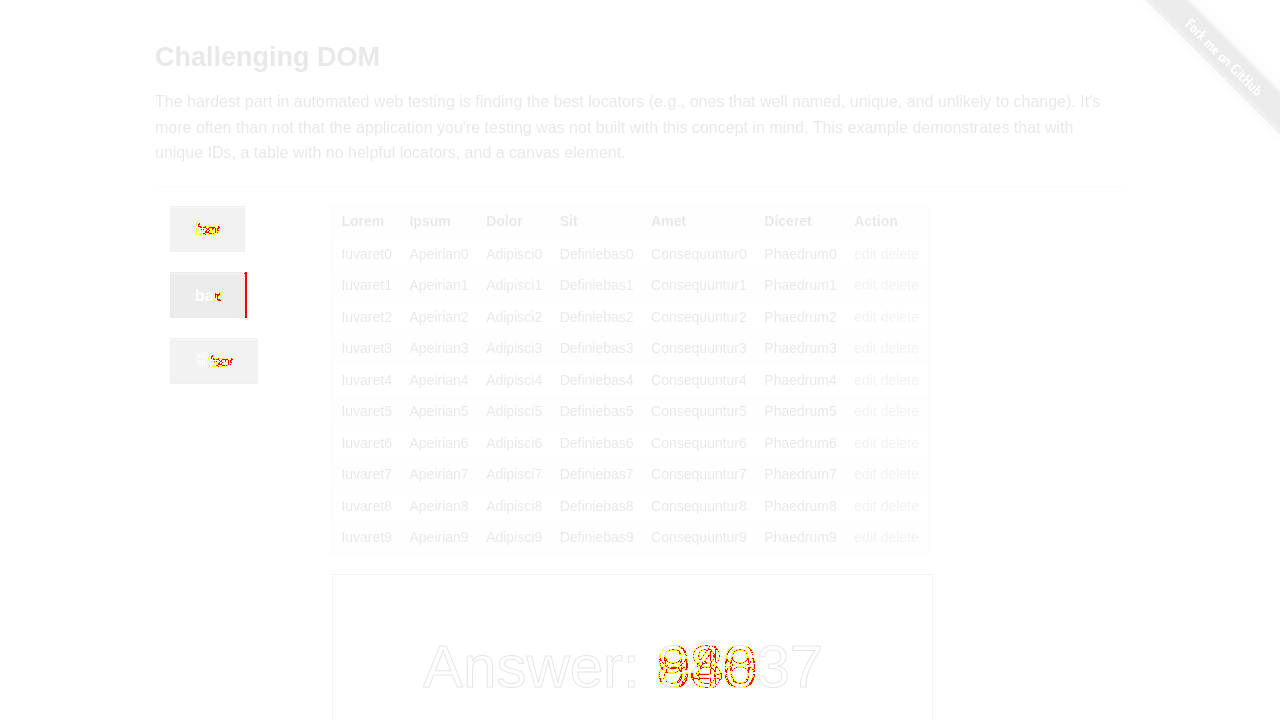 Fork me on GitHub
Challenging DOM
The hardest part in automated web testing is finding the best locators (e.g., ones that well named, unique, and unlikely to change). It's
more often than not that the application you're testing was not built with this concept in mind. This example demonstrates that with
unique IDs, a table with no helpful locators, and a canvas element.
Lorem Ipsum Dolor Sit Amet Diceret Action
Iuvaret0 Apeirian0 Adipisci0 Definiebas0 Consequuntur0 Phaedrum0 edit delete
Iuvaret1 Apeirian1 Adipisci1 Definiebas1 Consequuntur1 Phaedrum1 edit delete
Iuvaret2 Apeirian2 Adipisci2 Definiebas2 Consequuntur2 Phaedrum2 edit delete
Iuvaret3 Apeirian3 Adipisci3 Definiebas3 Consequuntur3 Phaedrum3 edit delete
Iuvaret4 Apeirian4 Adipisci4 Definiebas4 Consequuntur4 Phaedrum4 edit delete
Iuvaret5 Apeirian5 Adipisci5 Definiebas5 Consequuntur5 Phaedrum5 edit delete
Iuvaret6 Apeirian6 Adipisci6 Definiebas6 Consequuntur6 Phaedrum6 edit delete
Iuvaret7 Apeirian7 Adipisci7 Definiebas7 Consequuntur7 Phaedrum7 edit delete
Iuvaret8 Apeirian8 Adipisci8 Definiebas8 Consequuntur8 Phaedrum8 edit delete
Iuvaret9 Apeirian9 Adipisci9 Definiebas9 Consequuntur9 Phaedrum9 edit delete
Answer: